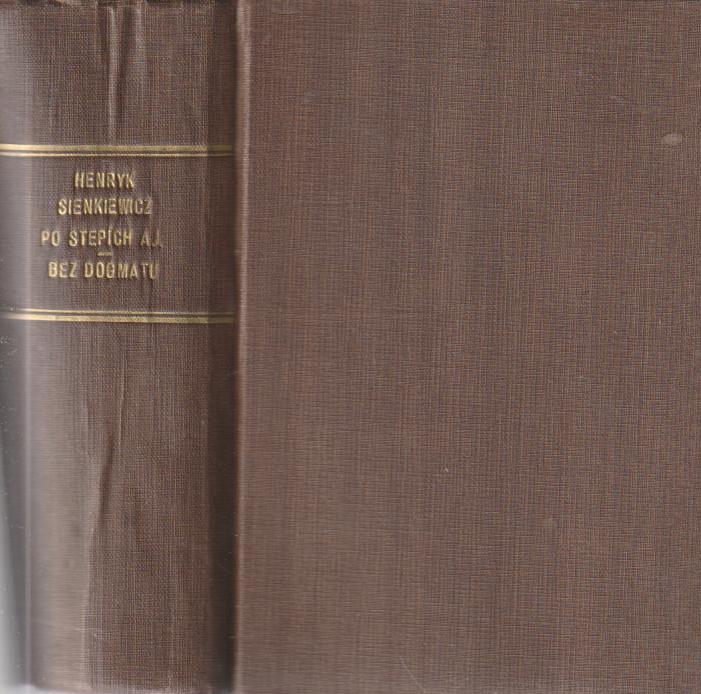 HENRYK
SIENKIEWICZ
PO STEPÍCH A.J.
BEZ DOGMATU